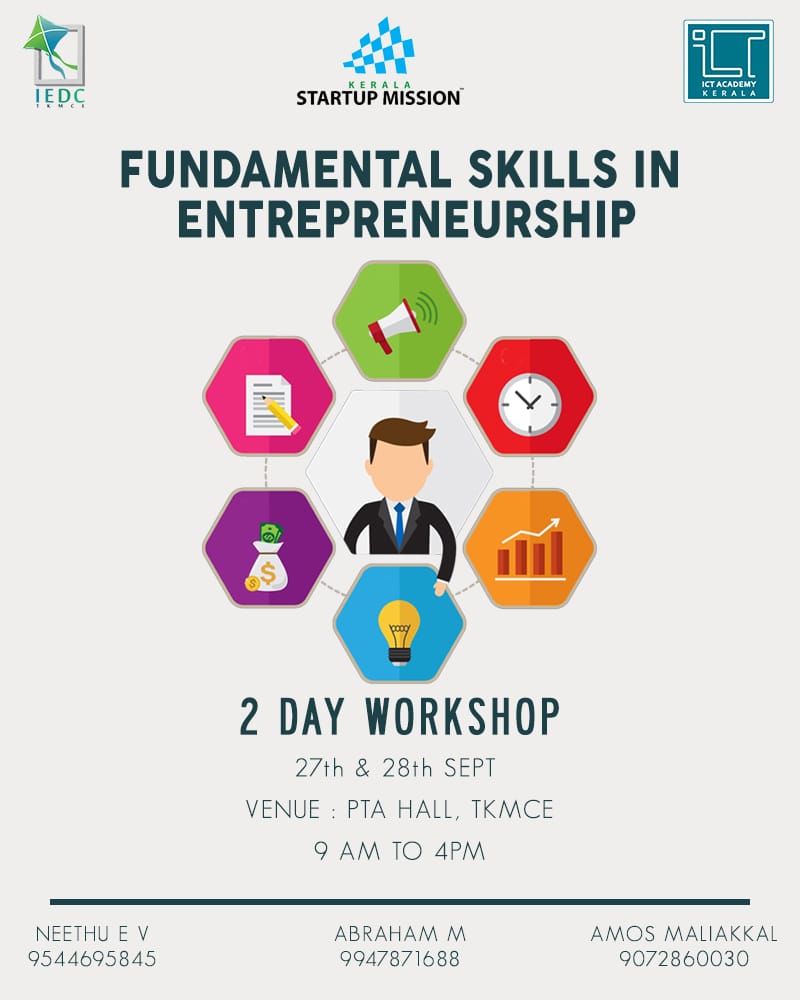 IEDC
TKMCE
KERALA
STARTUP MISSION™
ICT
ICT ACADEMY
KERALA
FUNDAMENTAL SKILLS IN
ENTREPRENEURSHIP
$
$
$
2 DAY WORKSHOP
27th & 28th SEPT
VENUE : PTA HALL, TKMCE
9 AM TO 4PM
NEETHU E V
9544695845
ABRAHAM M
9947871688
AMOS MALIAKKAL
9072860030